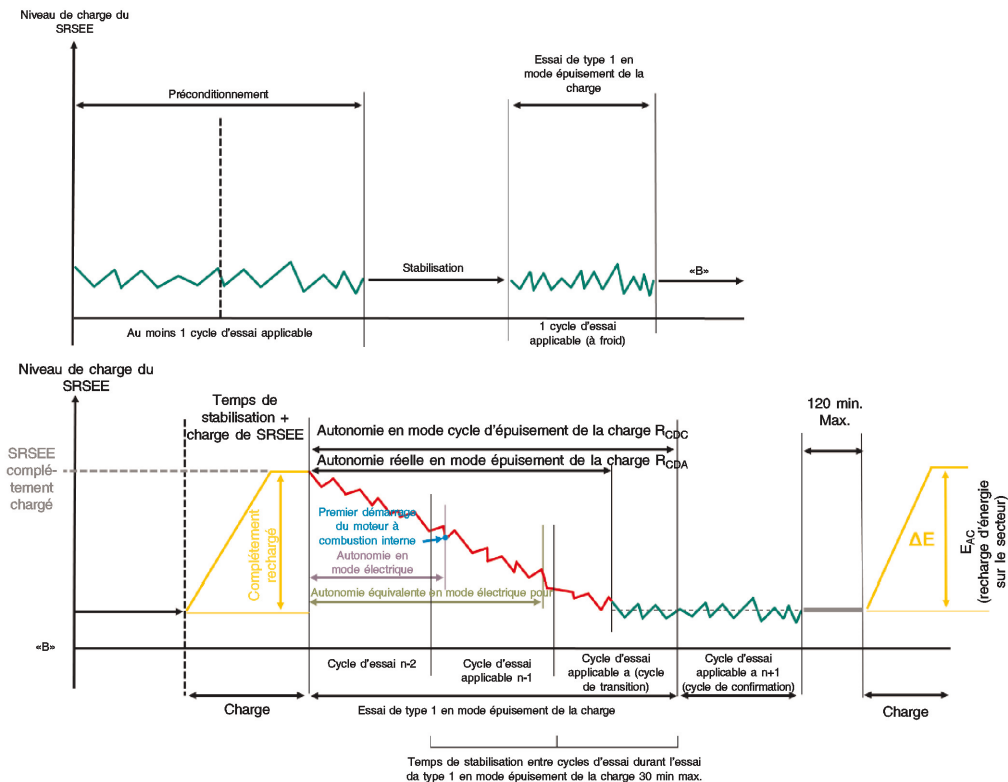 Niveau de charge du
SRSEE
Essai de type 1 en
mode épuisement de la
charge
Préconditionnement
Stabilisation
«B»
Au moins 1 cycle d'essai applicable
1 cycle d'essai
applicable (à froid)
Niveau de charge du
SRSEE
Temps de
stabilisation +
charge de SRSEE
120 min.
Max.
Autonomie en mode cycle d'épuisement de la charge RCDC
SRSEE
complé-
tement
chargé
Autonomie réelle en mode épuisement de la charge RCDA
Complétement
rechargé
Premier démarrage
du moteur à
combustion interne
Autonomie en
mode électrique
Autonomie équivalente en mode électrique pour
ΔE
EAC
(recharge d'énergie
sur le secteur)
«B»
Cycle d'essai n-2
Cycle d'essai
applicable n-1
Cycle d'essai
applicable a (cycle
de transition)
Cycle d'essai
applicable a n+1
(cycle de confirmation)
Charge
Essai de type 1 en mode épuisement de la charge
Charge
Temps de stabilisation entre cycles d'essai durant l'essai
da type 1 en mode épuisement de la charge 30 min max.